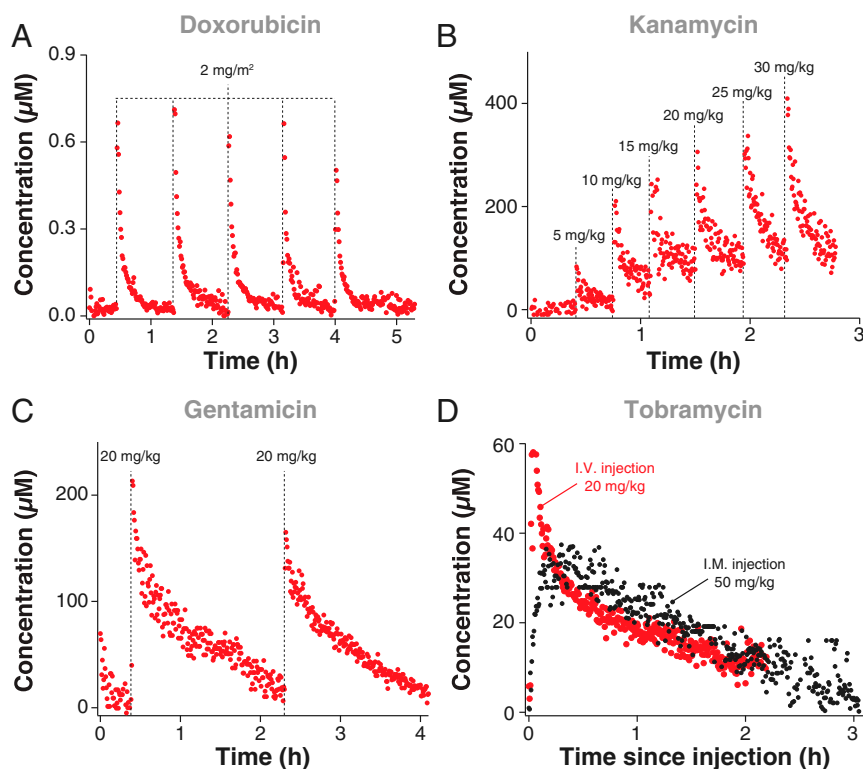 A
Doxorubicin
Concentration (µM)
0.9
0.6
0.3
0.0
2 mg/m²
0
1
2
3
4
5
Time (h)
B
Kanamycin
Concentration (µM)
400
200
0
5 mg/kg
10 mg/kg
15 mg/kg
20 mg/kg
25 mg/kg
30 mg/kg
0
1
2
3
Time (h)
C
Gentamicin
Concentration (µM)
200
100
0
20 mg/kg
20 mg/kg
0
1
2
3
4
Time (h)
D
Tobramycin
Concentration (µM)
60
40
20
0
I.V. injection
20 mg/kg
I.M. injection
50 mg/kg
0
1
2
3
Time since injection (h)